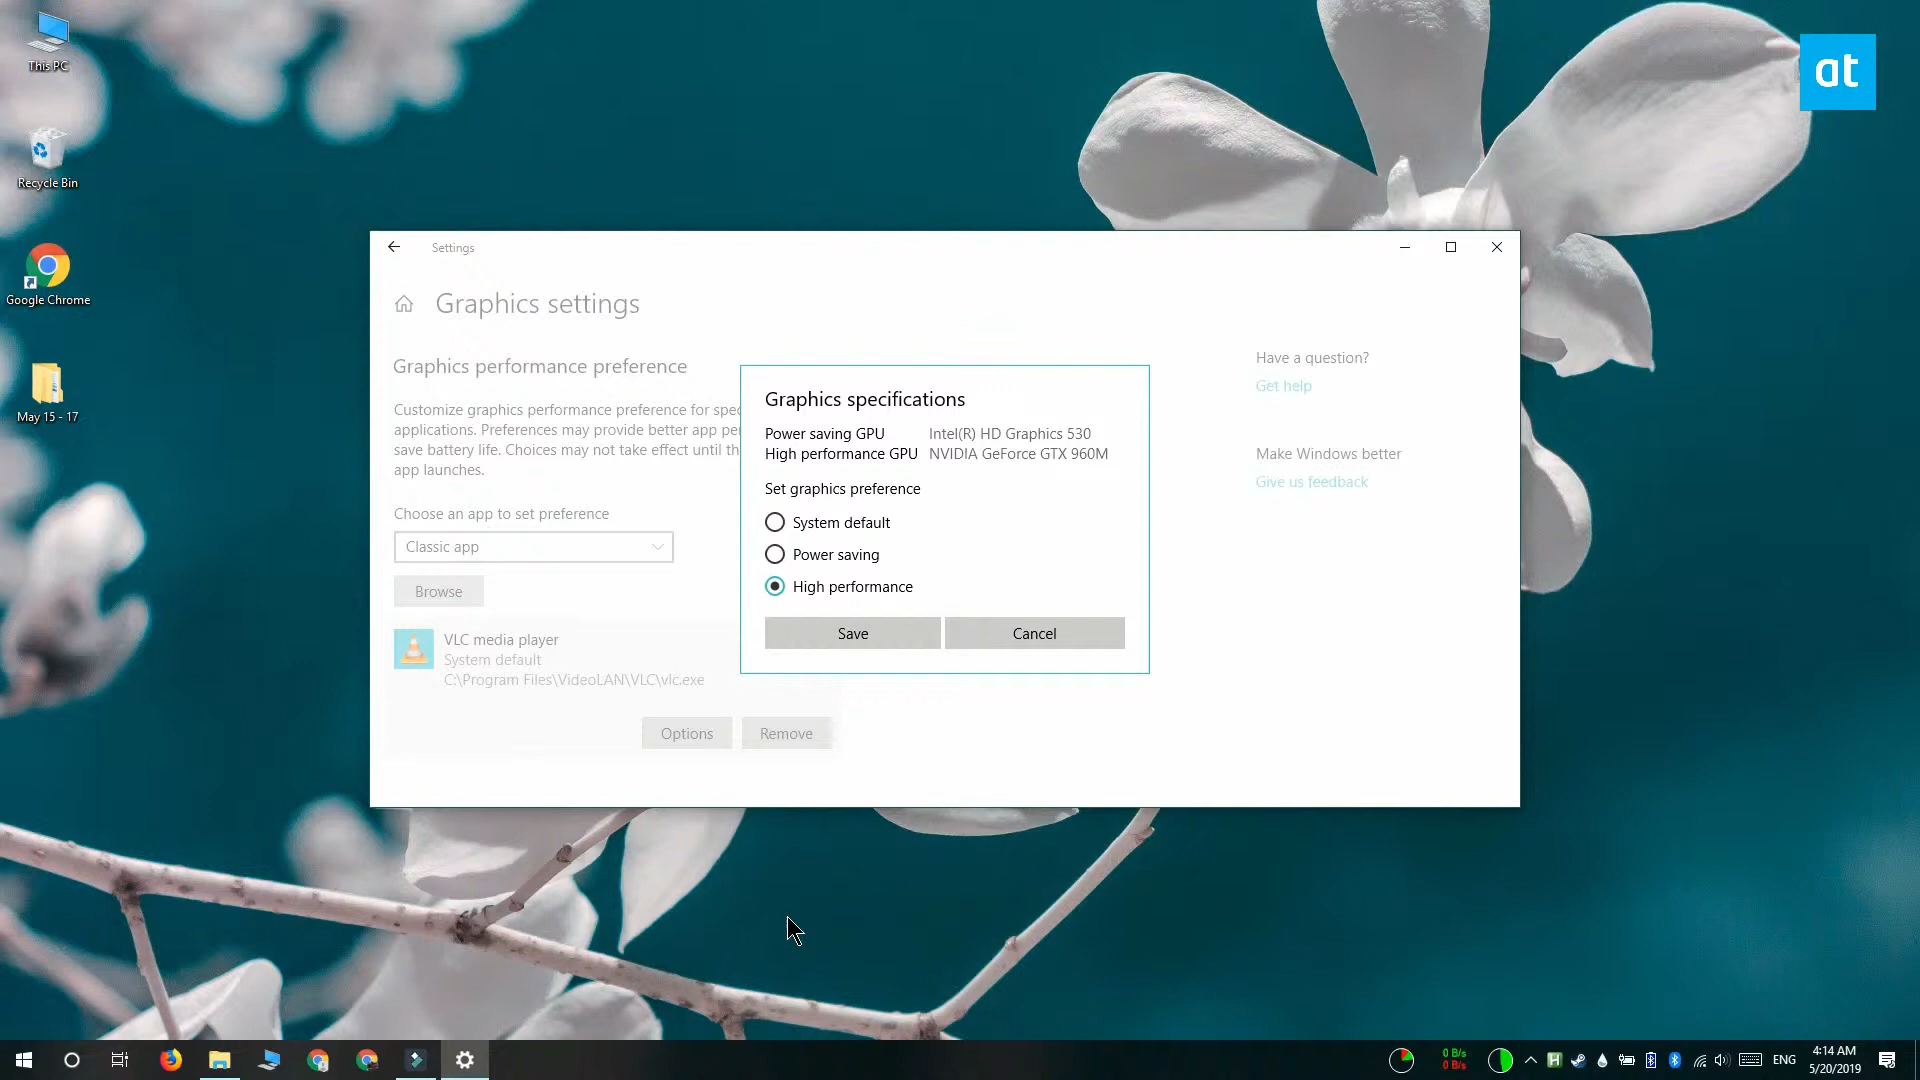 This PC
Recycle Bin
Google Chrome
May 15 - 17
at
Settings
Graphics settings
Graphics performance preference
Customize graphics performance preference for spec
applications. Preferences may provide better app per
save battery life. Choices may not take effect until th
app launches.
Choose an app to set preference
Classic app
Browse
VLC media player
System default
C:\Program Files\VideoLAN\VLC\vlc.exe
Options
Remove
Graphics specifications
Power saving GPU Intel(R) HD Graphics 530
High performance GPU NVIDIA GeForce GTX 960M
Set graphics preference
System default
Power saving
High performance
Save
Cancel
Have a question?
Get help
Make Windows better
Give us feedback
0 B/s
0 B/s
H
ENG
4:14 AM
5/20/2019